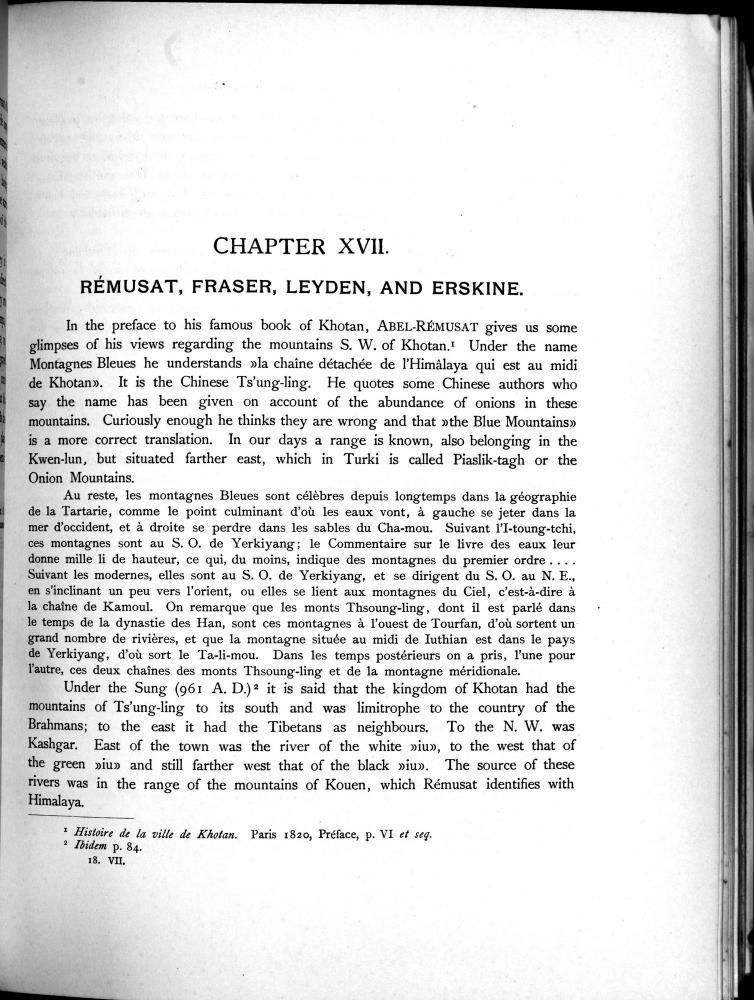 CHAPTER XVII.
RÉMUSAT, FRASER, LEYDEN, AND ERSKINE.
In the preface to his famous book of Khotan, ABEL-RÉMUSAT gives us some
glimpses of his views regarding the mountains S. W. of Khotan.¹ Under the name
Montagnes Bleues he understands »la chaîne détachée de l'Himâlaya qui est au midi
de Khotan». It is the Chinese Ts'ung-ling. He quotes some Chinese authors who
say the name has been given on account of the abundance of onions in these
mountains. Curiously enough he thinks they are wrong and that »the Blue Mountains»
is a more correct translation. In our days a range is known, also belonging in the
Kwen-lun, but situated farther east, which in Turki is called Piaslik-tagh or the
Onion Mountains.
Au reste, les montagnes Bleues sont célèbres depuis longtemps dans la géographie
de la Tartarie, comme le point culminant d'où les eaux vont, à gauche se jeter dans la
mer d'occident, et à droite se perdre dans les sables du Cha-mou. Suivant l'I-toung-tchi,
ces montagnes sont au S. O. de Yerkiyang; le Commentaire sur le livre des eaux leur
donne mille li de hauteur, ce qui, du moins, indique des montagnes du premier ordre . . . .
Suivant les modernes, elles sont au S. O. de Yerkiyang, et se dirigent du S. O. au N. E.,
en s'inclinant un peu vers l'orient, ou elles se lient aux montagnes du Ciel, c'est-à-dire à
la chaîne de Kamoul. On remarque que les monts Thsoung-ling, dont il est parlé dans
le temps de la dynastie des Han, sont ces montagnes à l'ouest de Tourfan, d'où sortent un
grand nombre de rivières, et que la montagne située au midi de Iuthian est dans le pays
de Yerkiyang, d'où sort le Ta-li-mou. Dans les temps postérieurs on a pris, l'une pour
l'autre, ces deux chaînes des monts Thsoung-ling et de la montagne méridionale.
Under the Sung (961 A. D.)² it is said that the kingdom of Khotan had the
mountains of Ts'ung-ling to its south and was limitrophe to the country of the
Brahmans; to the east it had the Tibetans as neighbours. To the N. W. was
Kashgar. East of the town was the river of the white »iu», to the west that of
the green »iu» and still farther west that of the black »iu». The source of these
rivers was in the range of the mountains of Kouen, which Rémusat identifies with
Himalaya.
¹ Histoire de la ville de Khotan. Paris 1820, Préface, p. VI et seq.
² Ibidem p. 84.
18. VII.